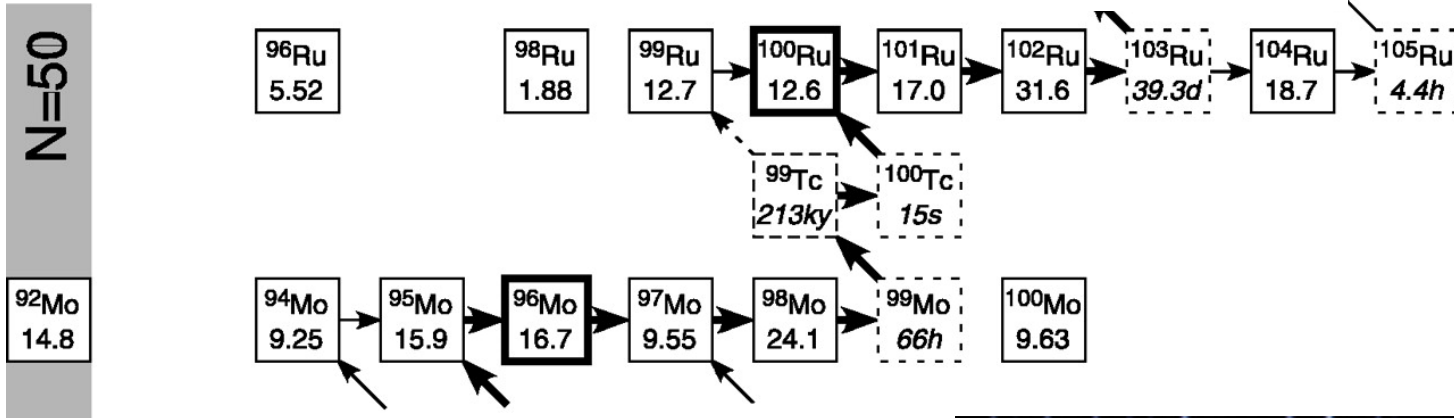 N=50
96Ru
5.52
98Ru
1.88
99Ru
12.7
100Ru
12.6
101Ru
17.0
102Ru
31.6
103Ru
39.3d
104Ru
18.7
105Ru
4.4h
99Tc
213ky
100Tc
15s
92Mo
14.8
94Mo
9.25
95Mo
15.9
96Mo
16.7
97Mo
9.55
98Mo
24.1
99Mo
66h
100Mo
9.63